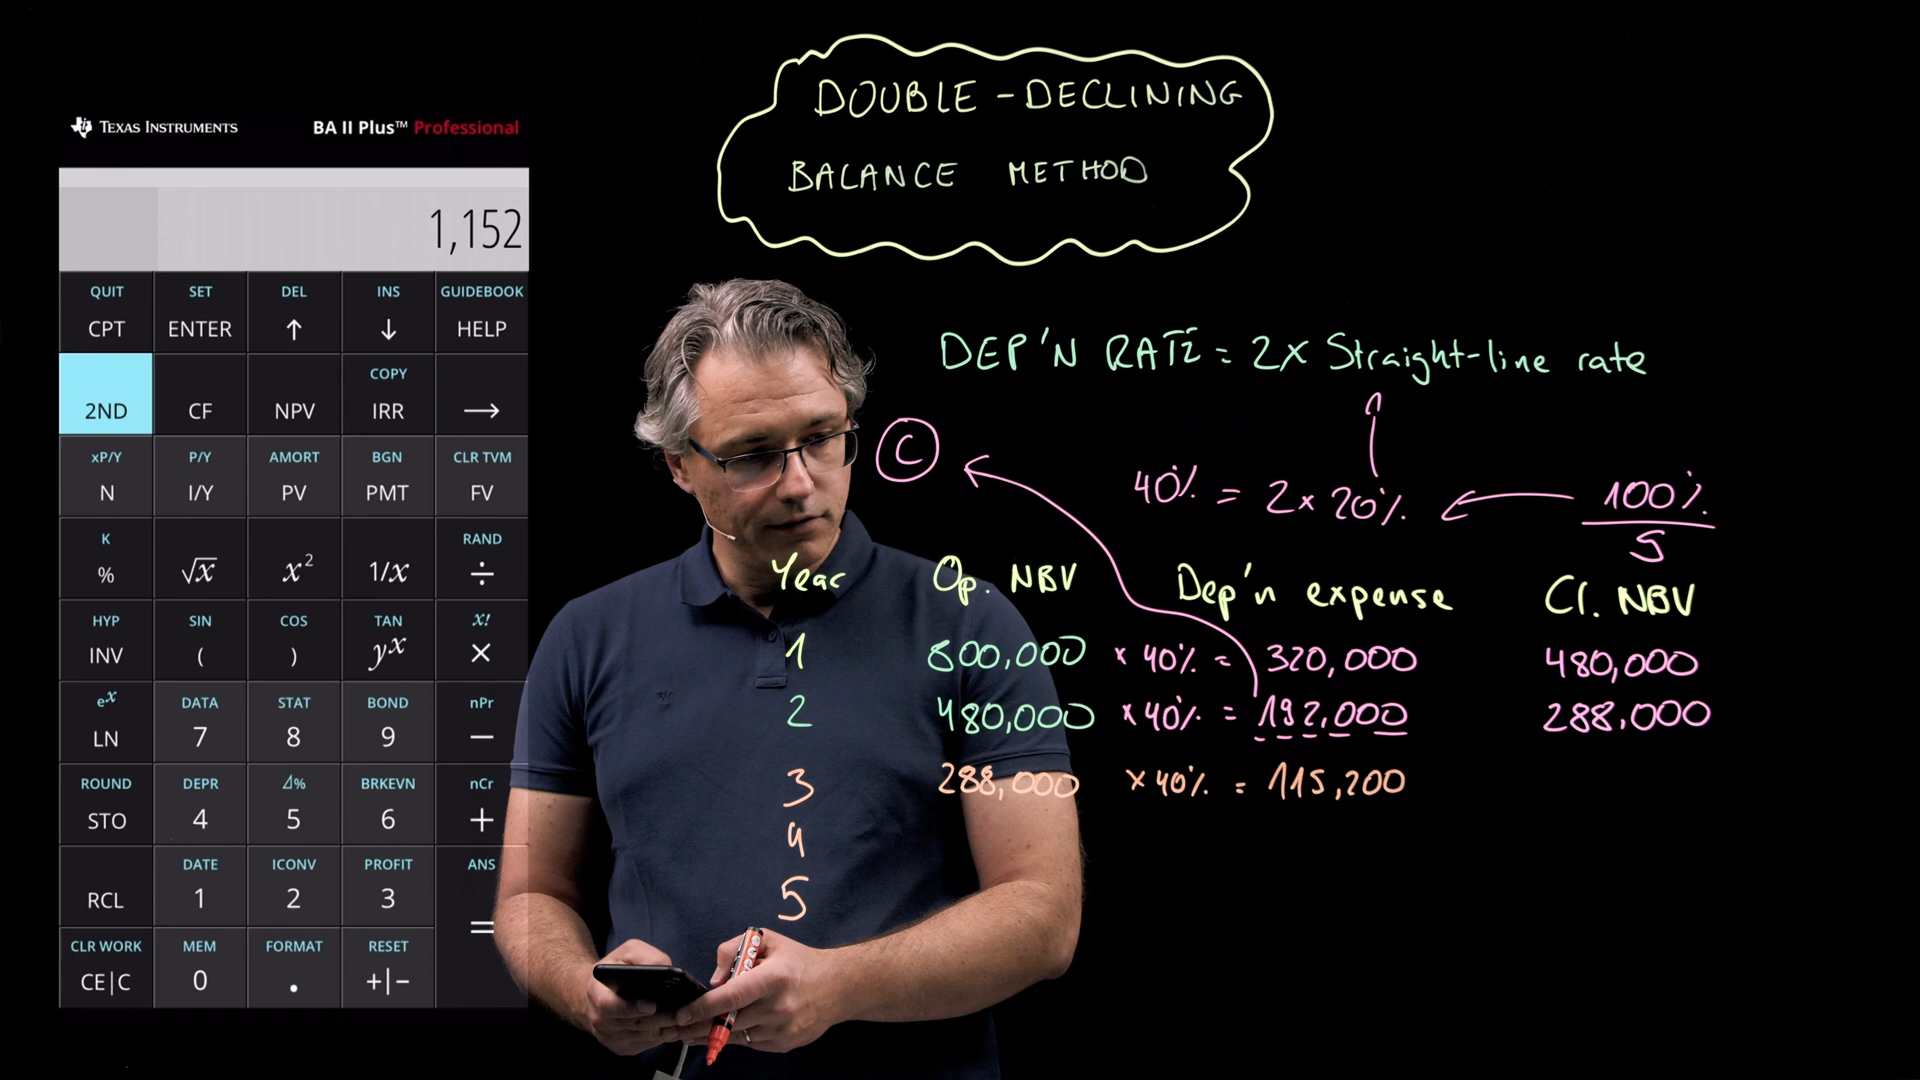 TEXAS INSTRUMENTS BA II Plus™ Professional
1,152
QUIT SET DEL INS GUIDEBOOK
CPT ENTER ↑ ↓ HELP
COPY
2ND CF NPV IRR →
xP/Y P/Y AMORT BGN CLR TVM
N I/Y PV PMT FV
K RAND
% √x x² 1/x ÷
HYP SIN COS TAN x!
INV ( ) yˣ ×
eˣ DATA STAT BOND nPr
LN 7 8 9 −
ROUND DEPR ⊿% BRKEVN nCr
STO 4 5 6 +
DATE ICONV PROFIT ANS
RCL 1 2 3 =
CLR WORK MEM FORMAT RESET
CE|C 0 . +|−
DOUBLE-DECLINING
BALANCE METHOD
DEP'N RATE = 2x Straight-line rate
C
40% = 2 x 20% ← 100%
5
Year Op. NBV Dep'n expense Cl. NBV
1 800,000 x 40% = 320,000 480,000
2 480,000 x 40% = 192,000 288,000
3 288,000 x 40% = 115,200
4
5